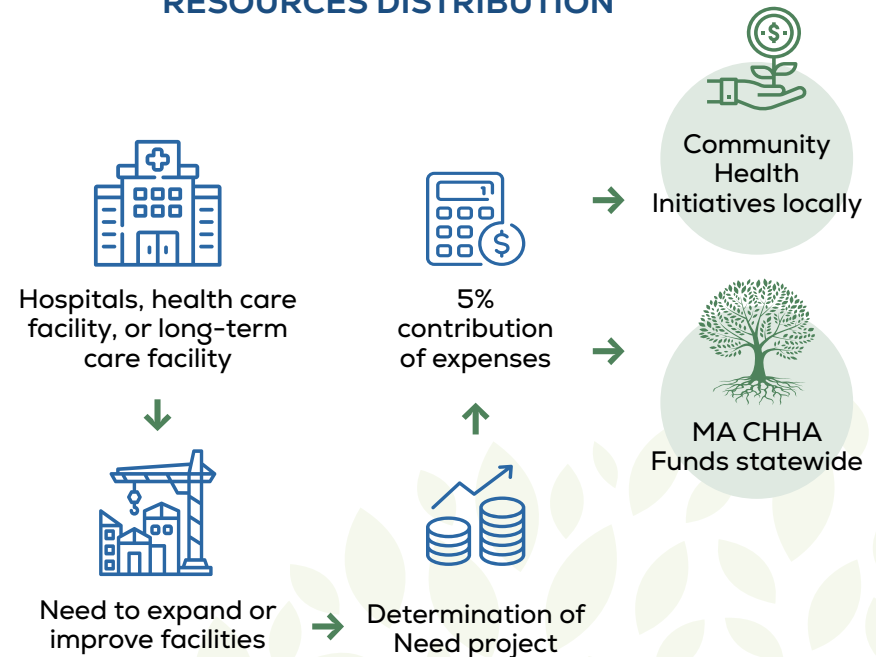 RESOURCES DISTRIBUTION
Hospitals, health care
facility, or long-term
care facility
Need to expand or
improve facilities
Determination of
Need project
5%
contribution
of expenses
Community
Health
Initiatives locally
MA CHHA
Funds statewide